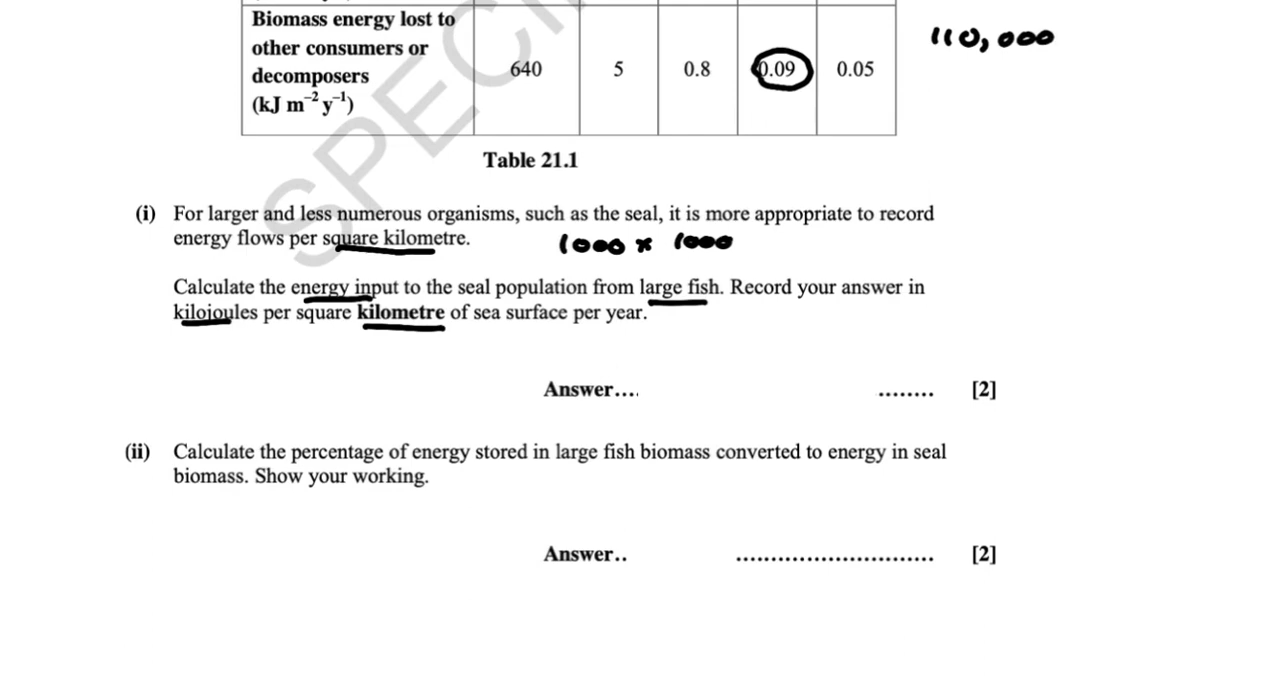 Biomass energy lost to
other consumers or
decomposers
(kJ m⁻² y⁻¹)
640 5 0.8 0.09 0.05
110,000
Table 21.1
SPECI
(i) For larger and less numerous organisms, such as the seal, it is more appropriate to record
energy flows per square kilometre.
1000 × 1000
Calculate the energy input to the seal population from large fish. Record your answer in
kilojoules per square kilometre of sea surface per year.
Answer.... ........ [2]
(ii) Calculate the percentage of energy stored in large fish biomass converted to energy in seal
biomass. Show your working.
Answer.. ............................ [2]